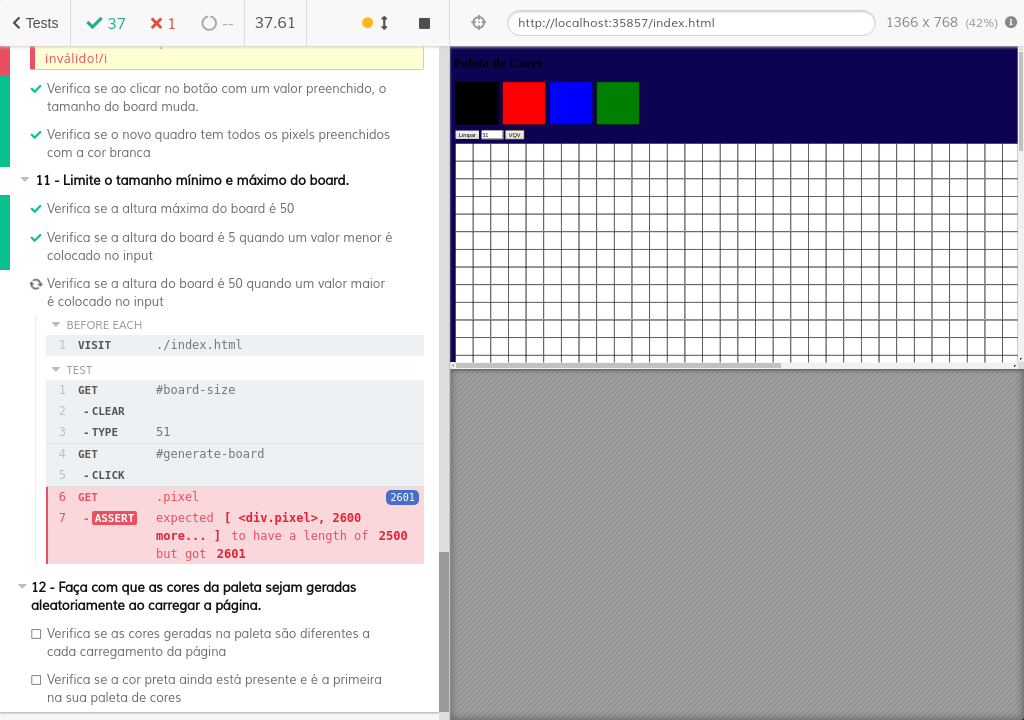 Tests
37
1
--
37.61
http://localhost:35857/index.html
1366 x 768 (42%)
inválido!/i
Verifica se ao clicar no botão com um valor preenchido, o
tamanho do board muda.
Verifica se o novo quadro tem todos os pixels preenchidos
com a cor branca
11 - Limite o tamanho mínimo e máximo do board.
Verifica se a altura máxima do board é 50
Verifica se a altura do board é 5 quando um valor menor é
colocado no input
Verifica se a altura do board é 50 quando um valor maior
é colocado no input
BEFORE EACH
1 VISIT ./index.html
TEST
1 GET #board-size
2 -CLEAR
3 -TYPE 51
4 GET #generate-board
5 -CLICK
6 GET .pixel 2601
7 -ASSERT expected [ <div.pixel>, 2600
more... ] to have a length of 2500
but got 2601
12 - Faça com que as cores da paleta sejam geradas
aleatoriamente ao carregar a página.
Verifica se as cores geradas na paleta são diferentes a
cada carregamento da página
Verifica se a cor preta ainda está presente e é a primeira
na sua paleta de cores
Paleta de Cores
Limpar 51 VQV